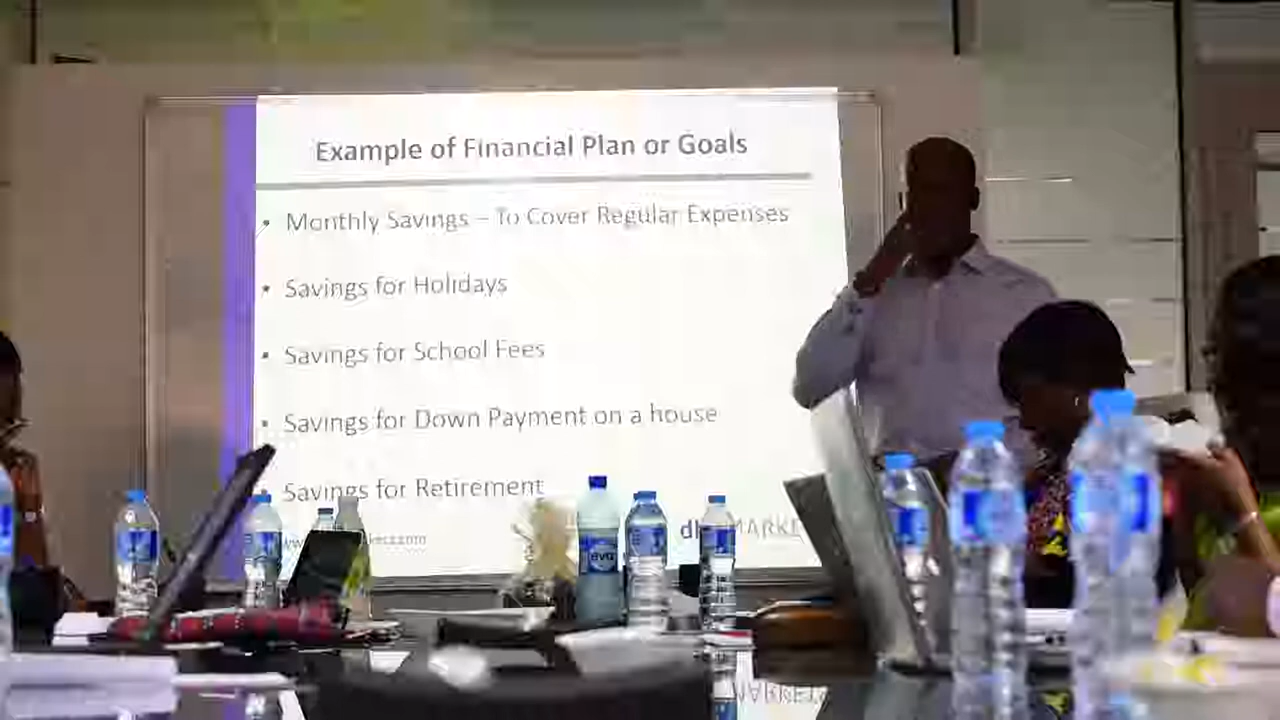 Example of Financial Plan or Goals
• Monthly Savings – To Cover Regular Expenses
• Savings for Holidays
• Savings for School Fees
• Savings for Down Payment on a house
• Savings for Retirement
eva